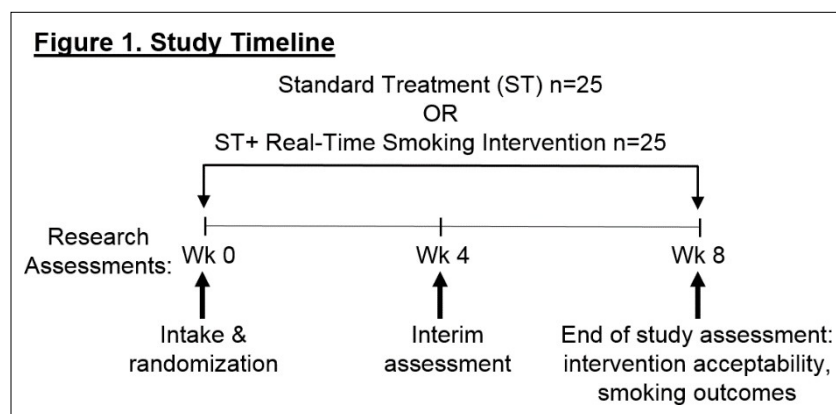 Figure 1. Study Timeline
Standard Treatment (ST) n=25
OR
ST+ Real-Time Smoking Intervention n=25
Research
Assessments:
Wk 0
Wk 4
Wk 8
Intake &
randomization
Interim
assessment
End of study assessment:
intervention acceptability,
smoking outcomes